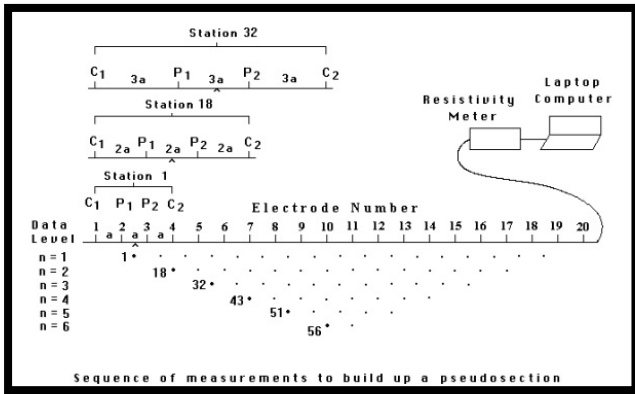 Station 32
C1 3a P1 3a P2 3a C2
Station 18
C1 2a P1 2a P2 2a C2
Station 1
C1 P1 P2 C2
Resistivity Meter
Laptop Computer
Electrode Number
Data Level
1 2 3 4 5 6 7 8 9 10 11 12 13 14 15 16 17 18 19 20
a a a
n = 1 1
n = 2 18
n = 3 32
n = 4 43
n = 5 51
n = 6 56
Sequence of measurements to build up a pseudosection